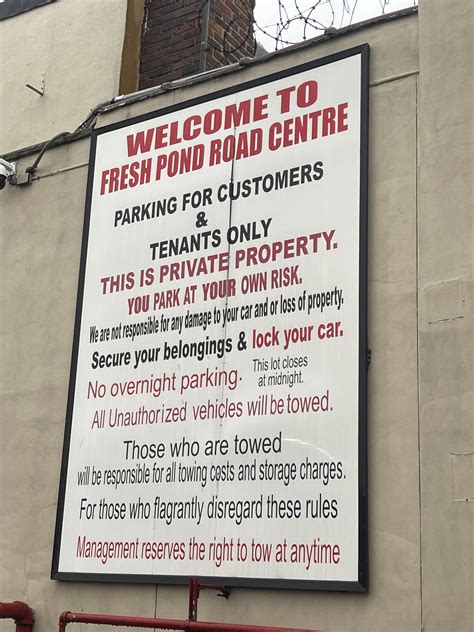 WELCOME TO
FRESH POND ROAD CENTRE
PARKING FOR CUSTOMERS
&
TENANTS ONLY
THIS IS PRIVATE PROPERTY.
YOU PARK AT YOUR OWN RISK.
We are not responsible for any damage to your car and or loss of property.
Secure your belongings & lock your car.
No overnight parking. This lot closes
at midnight.
All Unauthorized vehicles will be towed.
Those who are towed
will be responsible for all towing costs and storage charges.
For those who flagrantly disregard these rules
Management reserves the right to tow at anytime